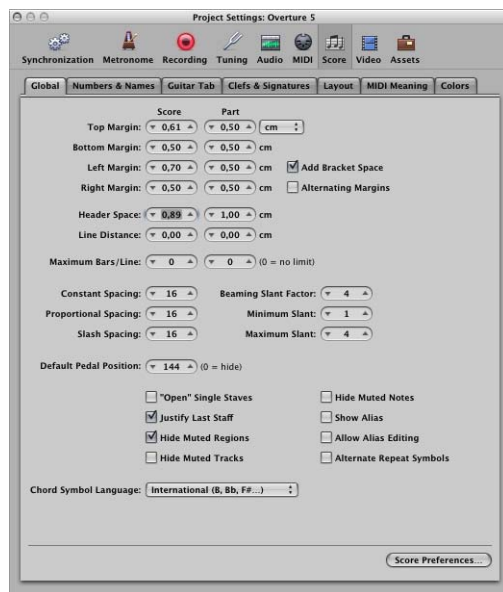 Project Settings: Overture 5
Synchronization Metronome Recording Tuning Audio MIDI Score Video Assets
Global Numbers & Names Guitar Tab Clefs & Signatures Layout MIDI Meaning Colors
Score Part
Top Margin: 0,61 0,50 cm
Bottom Margin: 0,50 0,50 cm
Left Margin: 0,70 0,50 cm Add Bracket Space
Right Margin: 0,50 0,50 cm Alternating Margins
Header Space: 0,89 1,00 cm
Line Distance: 0,00 0,00 cm
Maximum Bars/Line: 0 0 (0 = no limit)
Constant Spacing: 16 Beaming Slant Factor: 4
Proportional Spacing: 16 Minimum Slant: 1
Slash Spacing: 16 Maximum Slant: 4
Default Pedal Position: 144 (0 = hide)
"Open" Single Staves Hide Muted Notes
Justify Last Staff Show Alias
Hide Muted Regions Allow Alias Editing
Hide Muted Tracks Alternate Repeat Symbols
Chord Symbol Language: International (B, Bb, F#...)
Score Preferences...